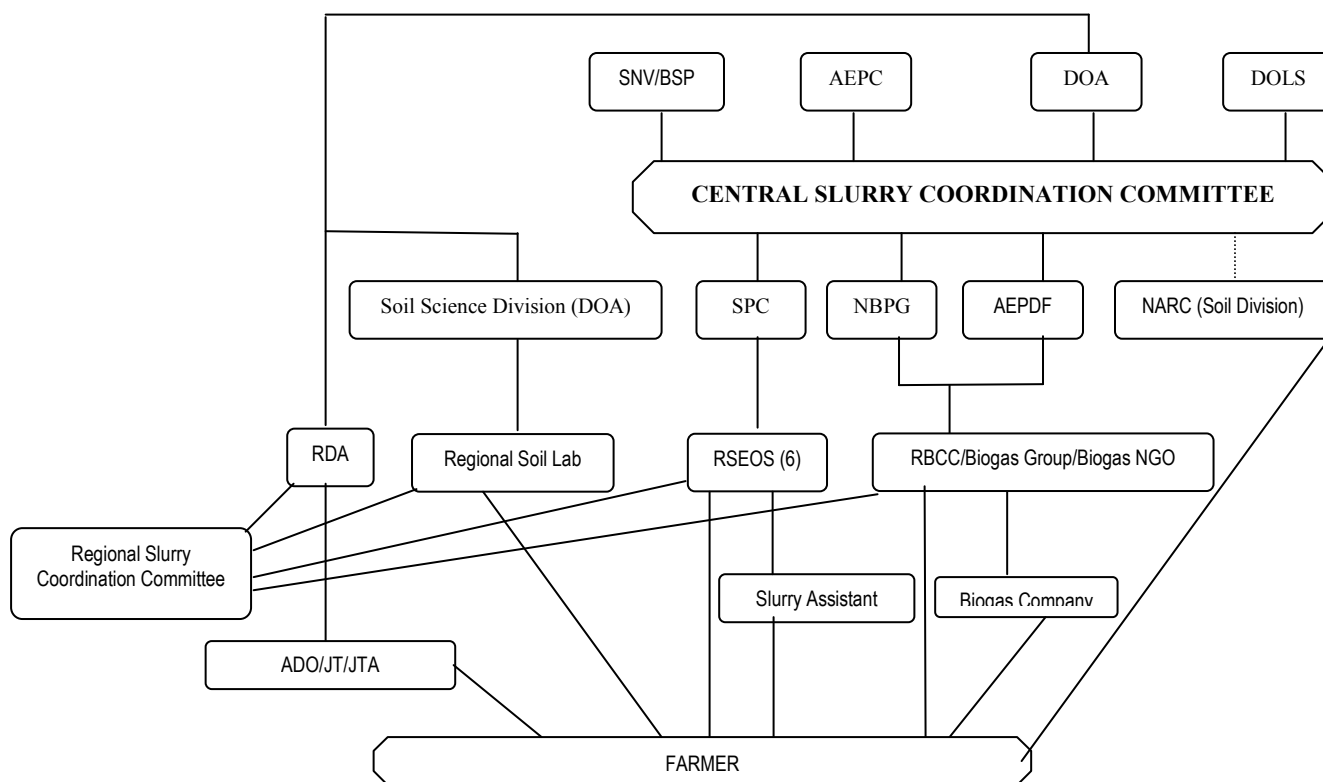 SNV/BSP
AEPC
DOA
DOLS
CENTRAL SLURRY COORDINATION COMMITTEE
Soil Science Division (DOA)
SPC
NBPG
AEPDF
NARC (Soil Division)
RDA
Regional Soil Lab
RSEOS (6)
RBCC/Biogas Group/Biogas NGO
Regional Slurry
Coordination Committee
Slurry Assistant
Biogas Company
ADO/JT/JTA
FARMER